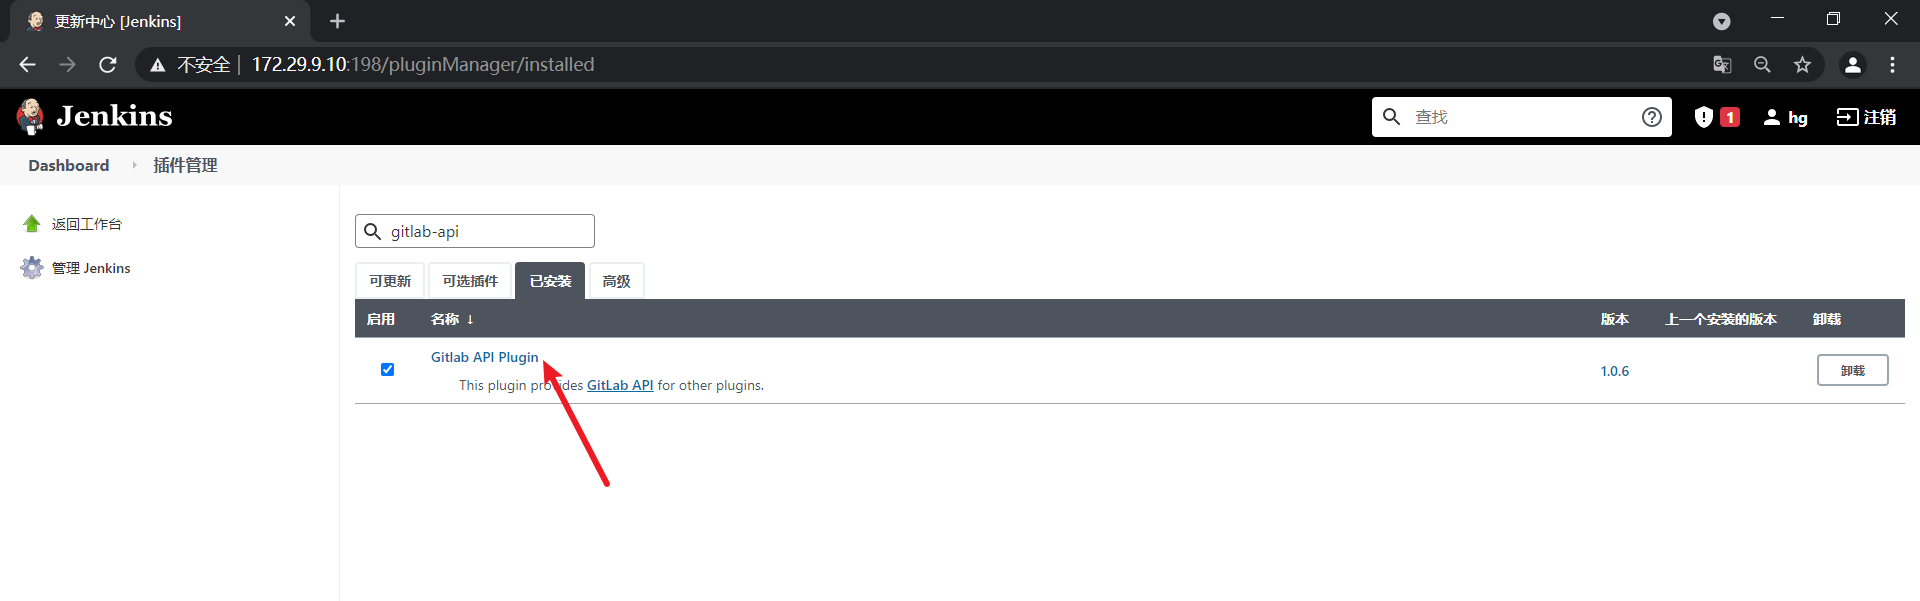 更新中心 [Jenkins]
不安全 172.29.9.10:198/pluginManager/installed
Jenkins
查找
1
hg
注销
Dashboard
插件管理
返回工作台
管理 Jenkins
gitlab-api
可更新 可选插件 已安装 高级
启用 名称 ↓ 版本 上一个安装的版本 卸载
Gitlab API Plugin
This plugin provides GitLab API for other plugins.
1.0.6
卸载